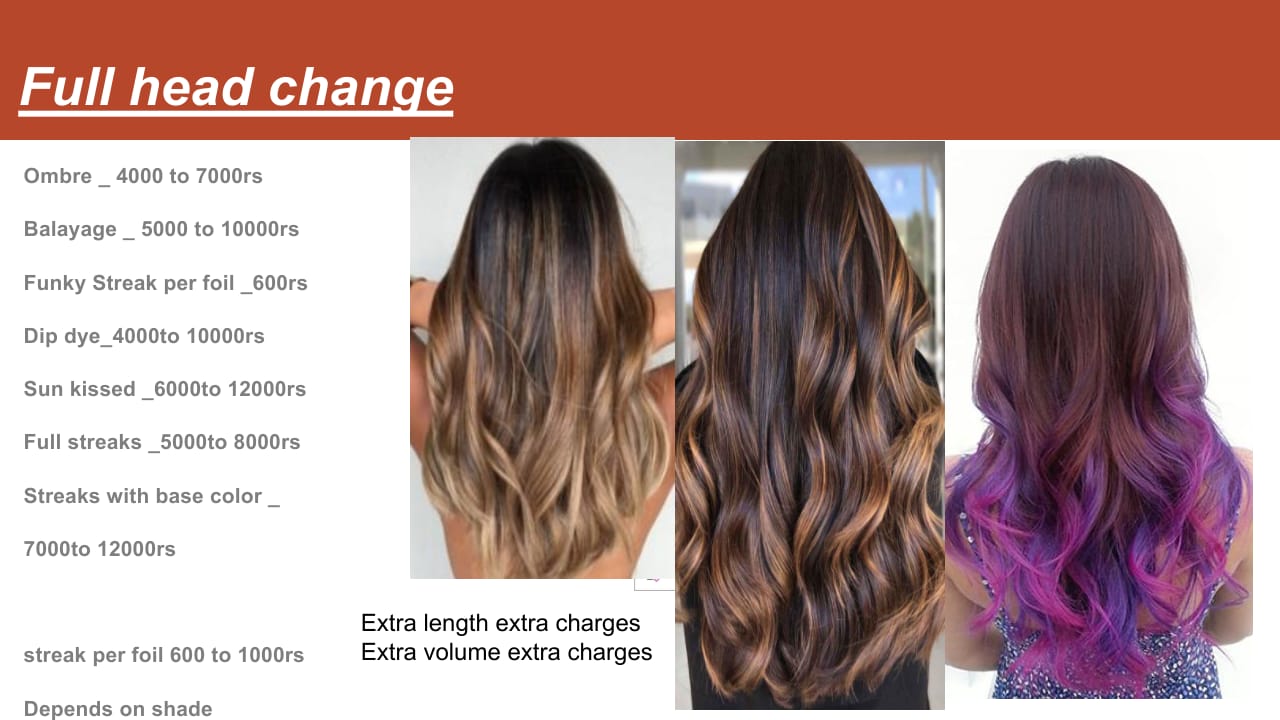 Full head change
Ombre _ 4000 to 7000rs
Balayage _ 5000 to 10000rs
Funky Streak per foil _600rs
Dip dye_4000to 10000rs
Sun kissed _6000to 12000rs
Full streaks _5000to 8000rs
Streaks with base color _
7000to 12000rs
streak per foil 600 to 1000rs
Depends on shade
Extra length extra charges
Extra volume extra charges